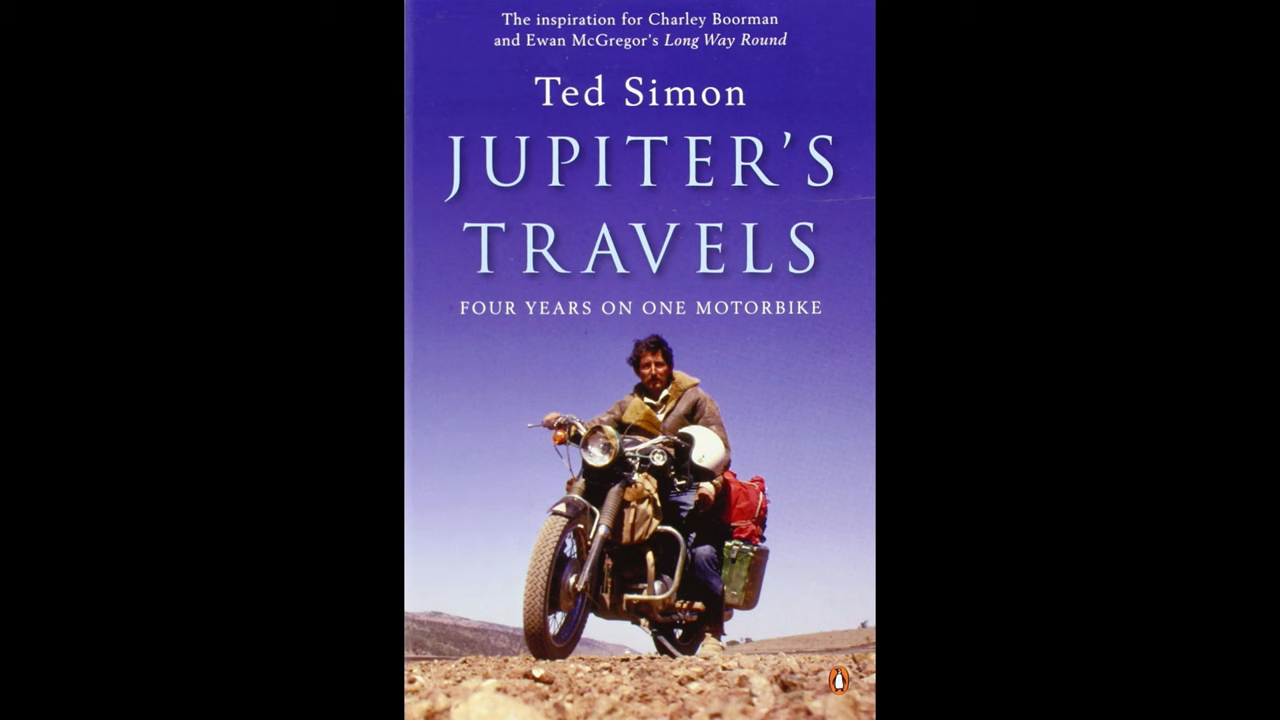 The inspiration for Charley Boorman
and Ewan McGregor's Long Way Round
Ted Simon
JUPITER'S
TRAVELS
FOUR YEARS ON ONE MOTORBIKE